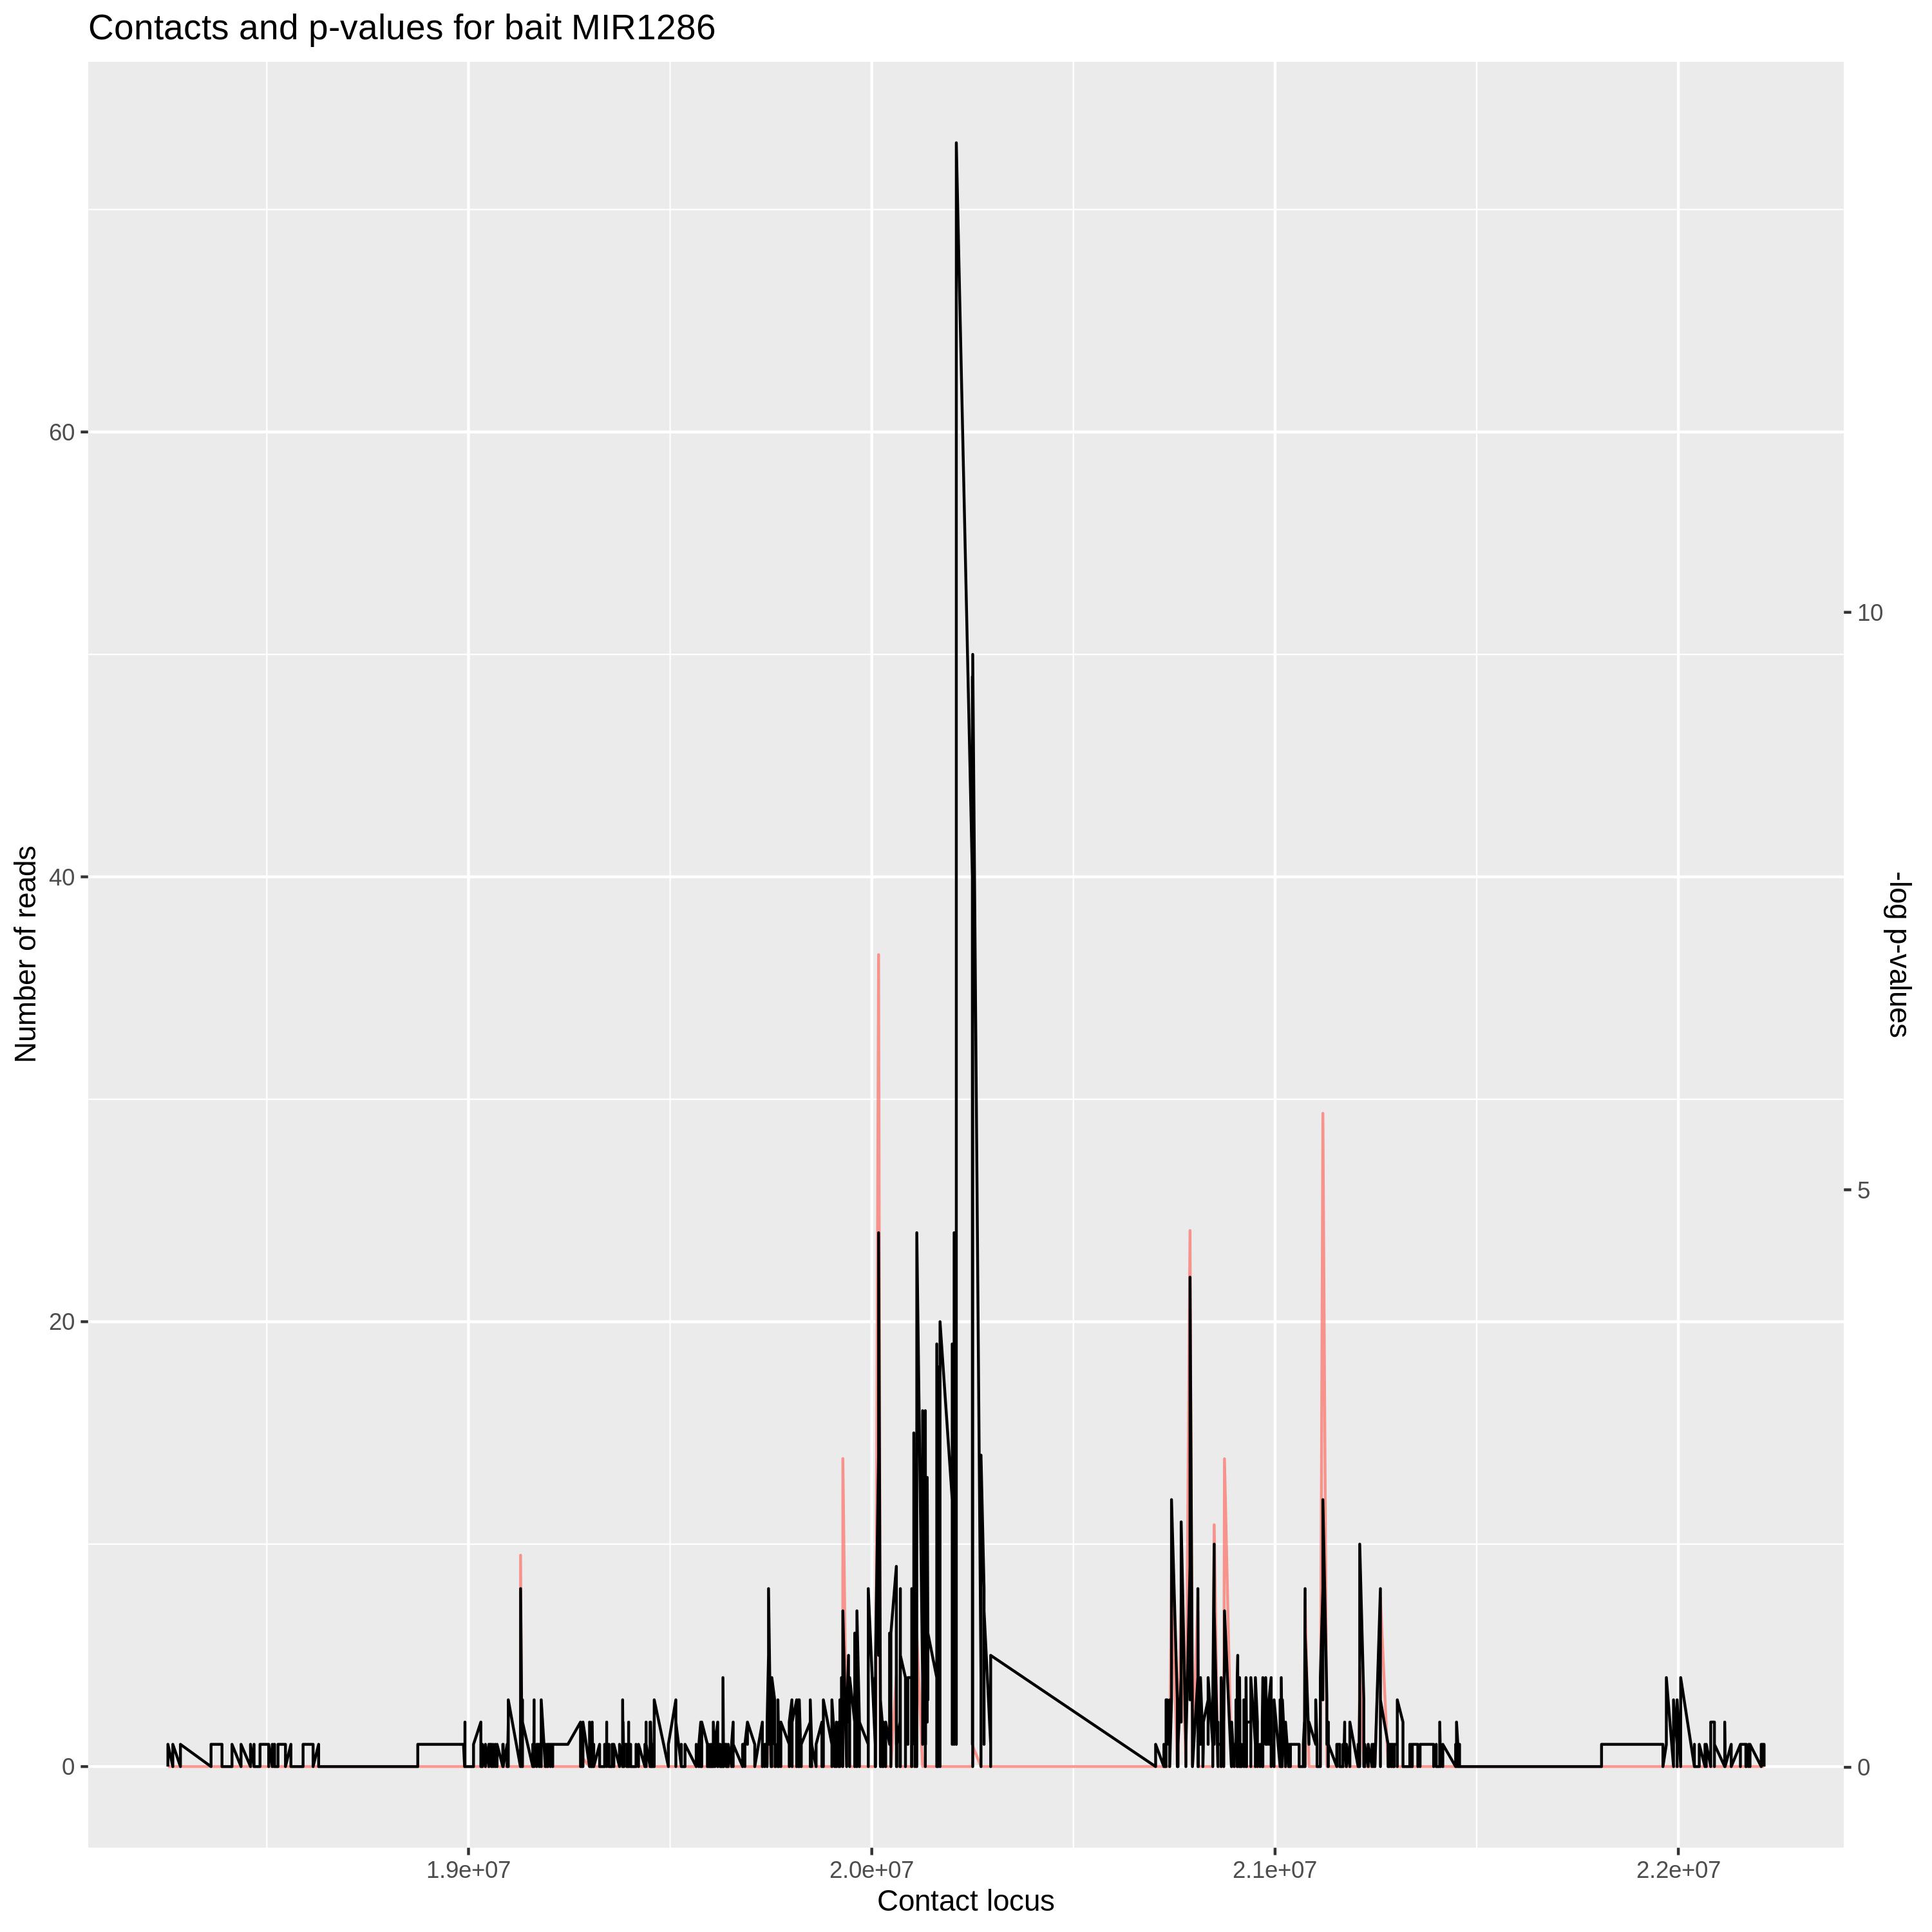 Contacts and p-values for bait MIR1286
Number of reads
60
40
20
0
10
5
0
-log p-values
1.9e+07
2.0e+07
2.1e+07
2.2e+07
Contact locus